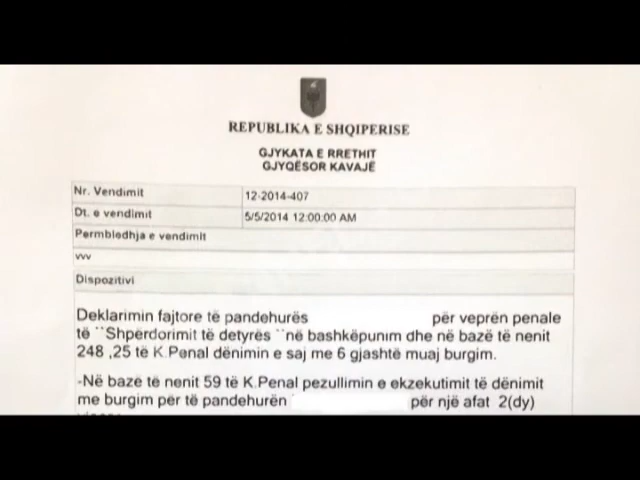 REPUBLIKA E SHQIPERISE
GJYKATA E RRETHIT
GJYQËSOR KAVAJË
Nr. Vendimit 12-2014-407
Dt. e vendimit 5/5/2014 12:00:00 AM
Permbledhja e vendimit
vvv
Dispozitivi
Deklarimin fajtore të pandehurës për veprën penale
të ``Shpërdorimit të detyrës ``në bashkëpunim dhe në bazë të nenit
248 ,25 të K.Penal dënimin e saj me 6 gjashtë muaj burgim.
-Në bazë të nenit 59 të K.Penal pezullimin e ekzekutimit të dënimit
me burgim për të pandehurën për një afat 2(dy)